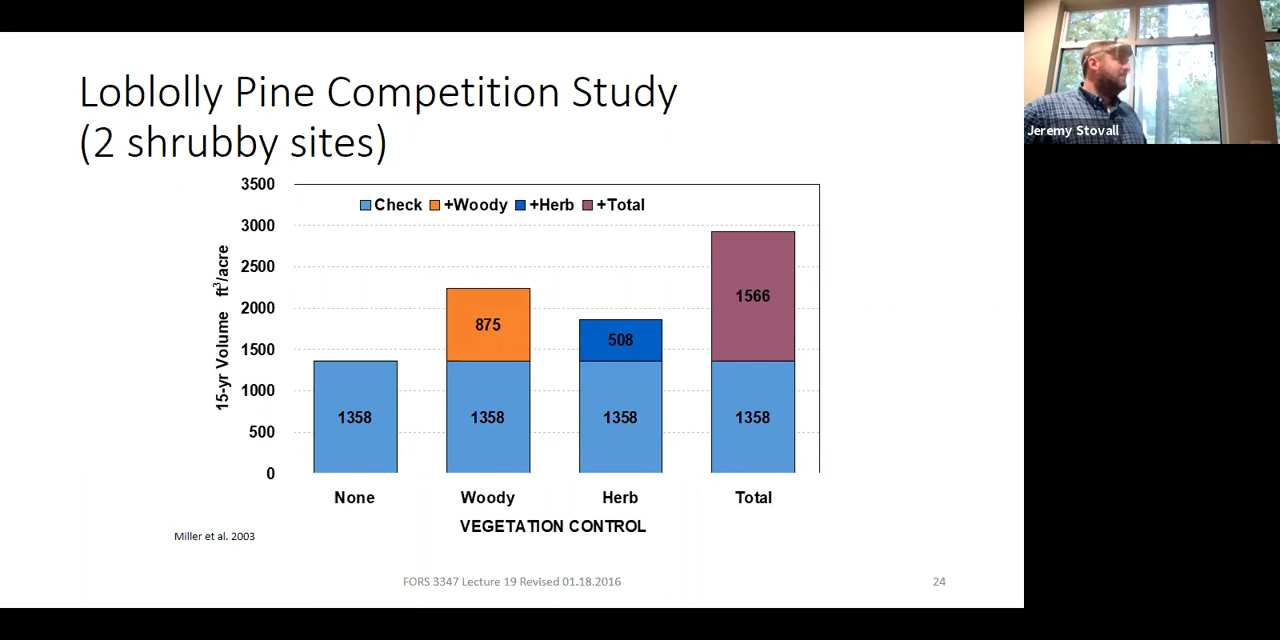 Loblolly Pine Competition Study
(2 shrubby sites)
Jeremy Stovall
3500
3000
2500
2000
1500
1000
500
0
15-yr Volume ft³/acre
Check +Woody +Herb +Total
1358
875
1358
508
1358
1566
1358
None Woody Herb Total
VEGETATION CONTROL
Miller et al. 2003
FORS 3347 Lecture 19 Revised 01.18.2016
24